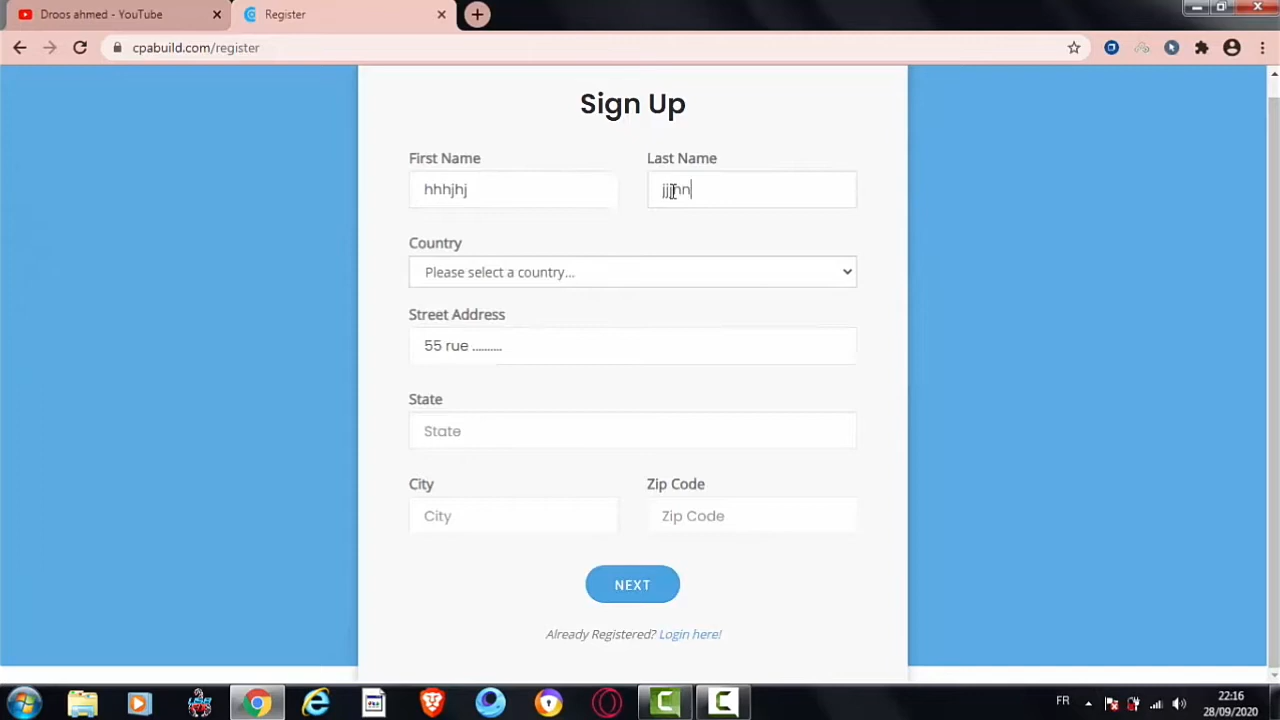 Droos ahmed - YouTube
Register
cpabuild.com/register
Sign Up
First Name
Last Name
hhhjhj
Country
Please select a country...
Street Address
55 rue ..........
State
State
City
Zip Code
City
Zip Code
NEXT
Already Registered? Login here!
FR
22:16
28/09/2020